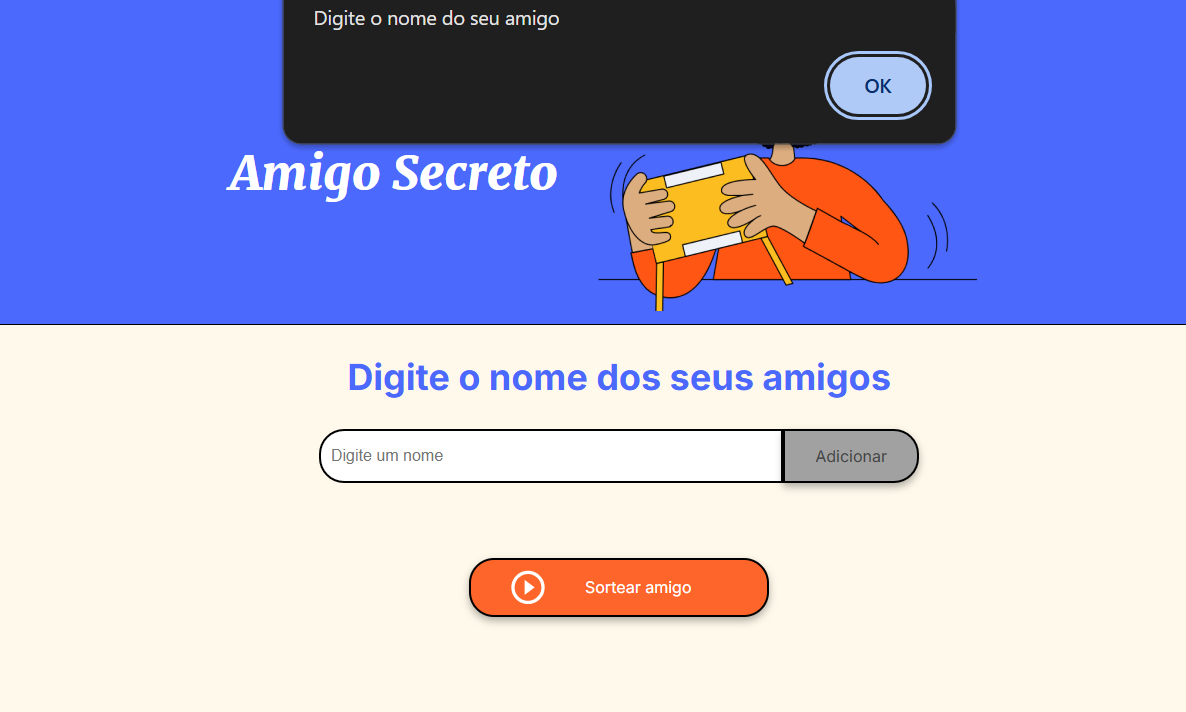 Digite o nome do seu amigo
OK
Amigo Secreto
Digite o nome dos seus amigos
Digite um nome
Adicionar
Sortear amigo